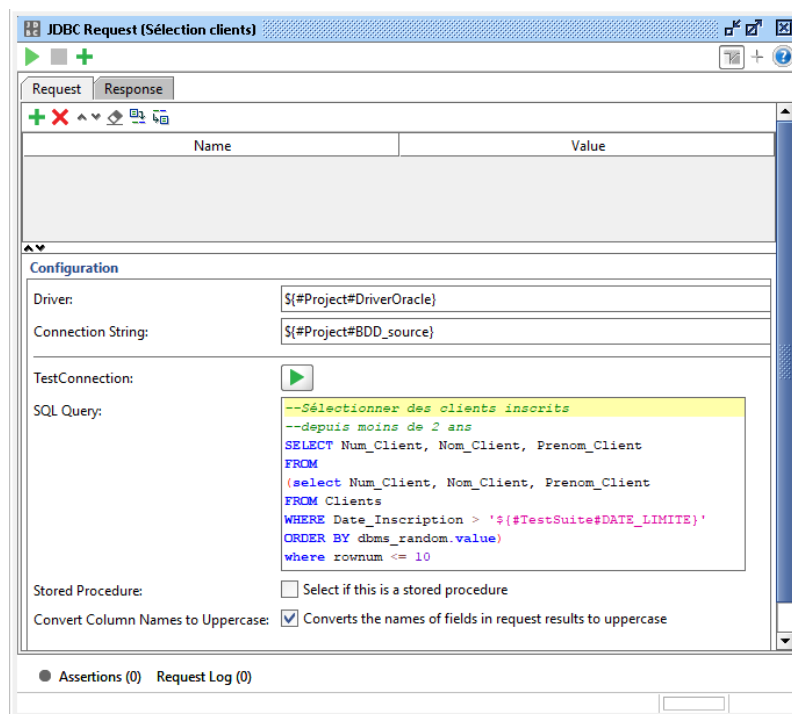 JDBC Request (Sélection clients)
Request Response
Name Value
Configuration
Driver: ${#Project#DriverOracle}
Connection String: ${#Project#BDD_source}
TestConnection:
SQL Query:
--Sélectionner des clients inscrits
--depuis moins de 2 ans
SELECT Num_Client, Nom_Client, Prenom_Client
FROM
(select Num_Client, Nom_Client, Prenom_Client
FROM Clients
WHERE Date_Inscription > '${#TestSuite#DATE_LIMITE}'
ORDER BY dbms_random.value)
where rownum <= 10
Stored Procedure: Select if this is a stored procedure
Convert Column Names to Uppercase: Converts the names of fields in request results to uppercase
Assertions (0) Request Log (0)